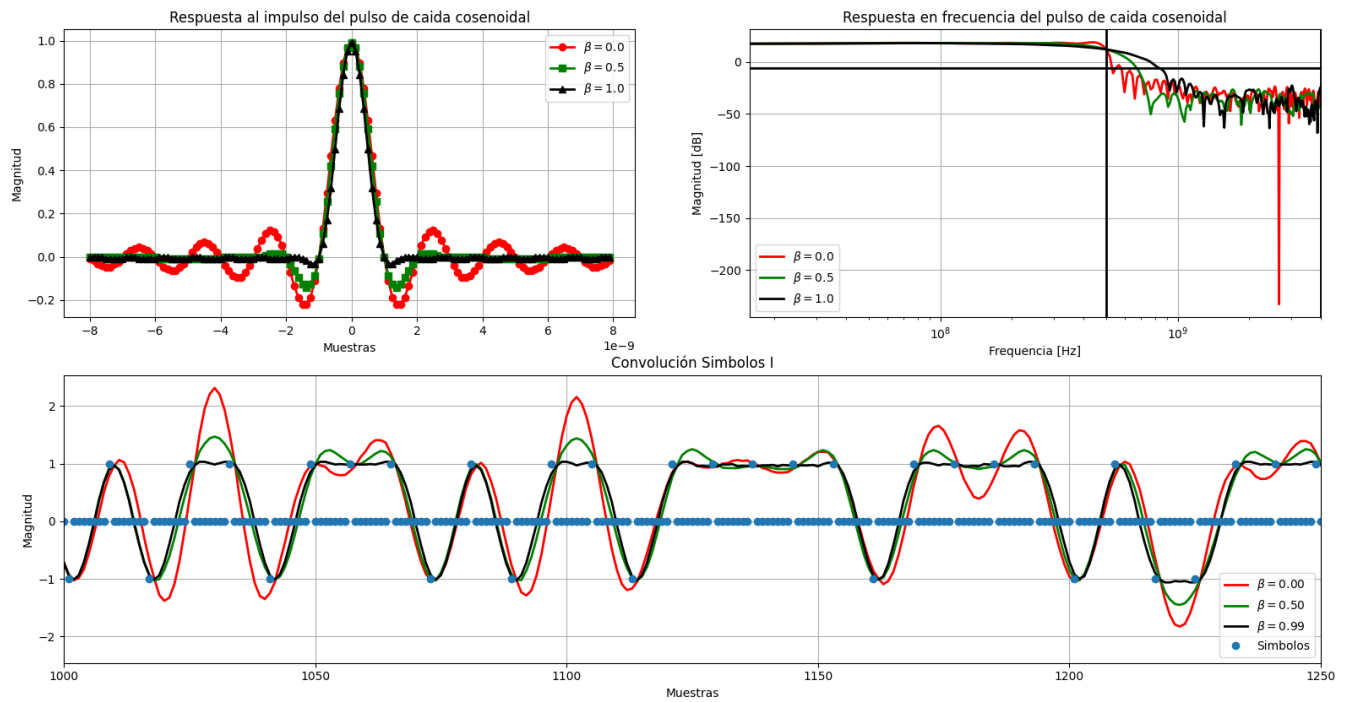 Respuesta al impulso del pulso de caida cosenoidal
Magnitud
1.0
0.8
0.6
0.4
0.2
0.0
−0.2
β = 0.0
β = 0.5
β = 1.0
−8 −6 −4 −2 0 2 4 6 8
Muestras
1e−9
Respuesta en frecuencia del pulso de caida cosenoidal
Magnitud [dB]
0
−50
−100
−150
−200
β = 0.0
β = 0.5
β = 1.0
10⁸ 10⁹
Frequencia [Hz]
Convolución Simbolos I
Magnitud
2
1
0
−1
−2
β = 0.00
β = 0.50
β = 0.99
Simbolos
1000 1050 1100 1150 1200 1250
Muestras